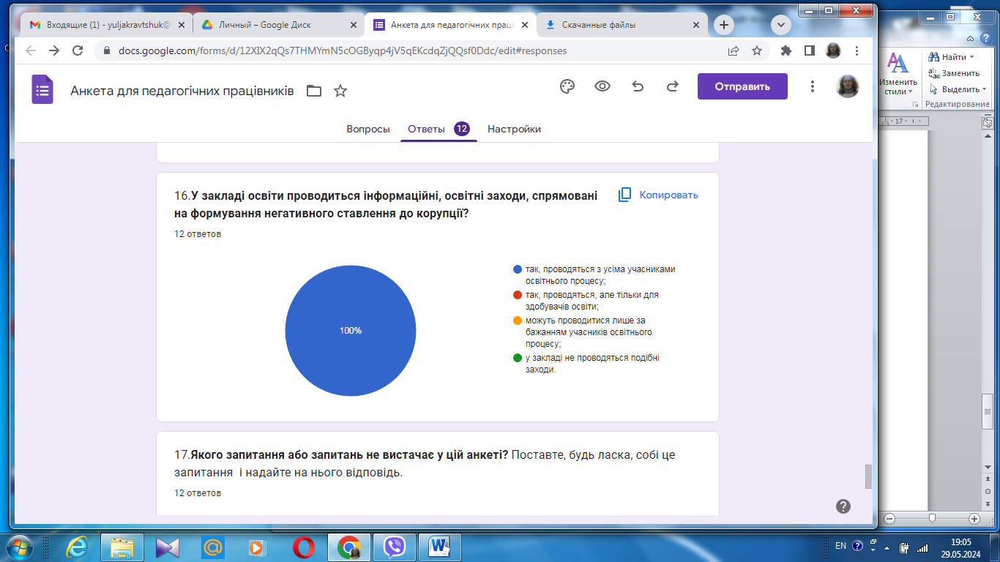 Входящие (1) - yuljakravtshuk@
Личный – Google Диск
Анкета для педагогічних праці
Скачанные файлы
docs.google.com/forms/d/12XIX2qQs7THMYmN5cOGByqp4jV5qEKcdqZjQQsf0Ddc/edit#responses
Анкета для педагогічних працівників
Отправить
Вопросы
Ответы 12
Настройки
16.У закладі освіти проводиться інформаційні, освітні заходи, спрямовані
на формування негативного ставлення до корупції?
Копировать
12 ответов
100%
так, проводяться з усіма учасниками
освітнього процесу;
так, проводяться, але тільки для
здобувачів освіти;
можуть проводитися лише за
бажанням учасників освітнього
процесу;
у закладі не проводяться подібні
заходи.
17.Якого запитання або запитань не вистачає у цій анкеті? Поставте, будь ласка, собі це
запитання і надайте на нього відповідь.
12 ответов
Изменить
стили
Найти
Заменить
Выделить
Редактирование
17
EN
19:05
29.05.2024